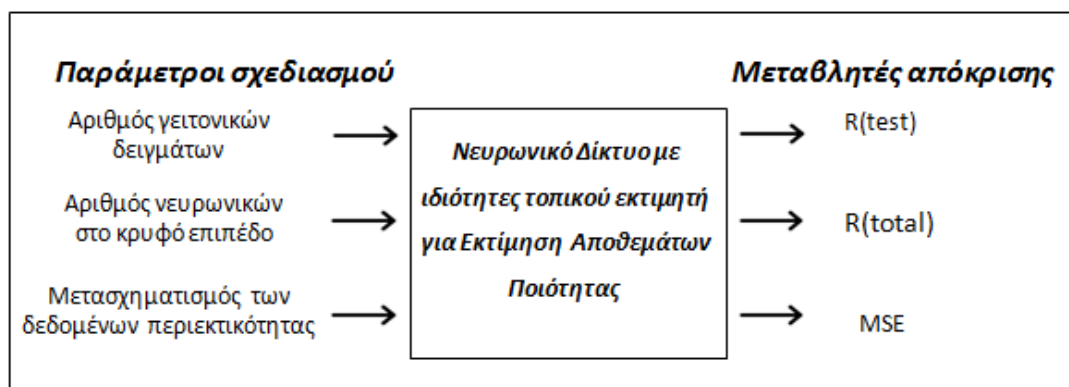 Παράμετροι σχεδιασμού
Αριθμός γειτονικών
δειγμάτων
Αριθμός νευρωνικών
στο κρυφό επιπέδο
Μετασχηματισμός των
δεδομένων περιεκτικότητας
Νευρωνικό Δίκτυο με
ιδιότητες τοπικού εκτιμητή
για Εκτίμηση Αποθεμάτων
Ποιότητας
Μεταβλητές απόκρισης
R(test)
R(total)
MSE